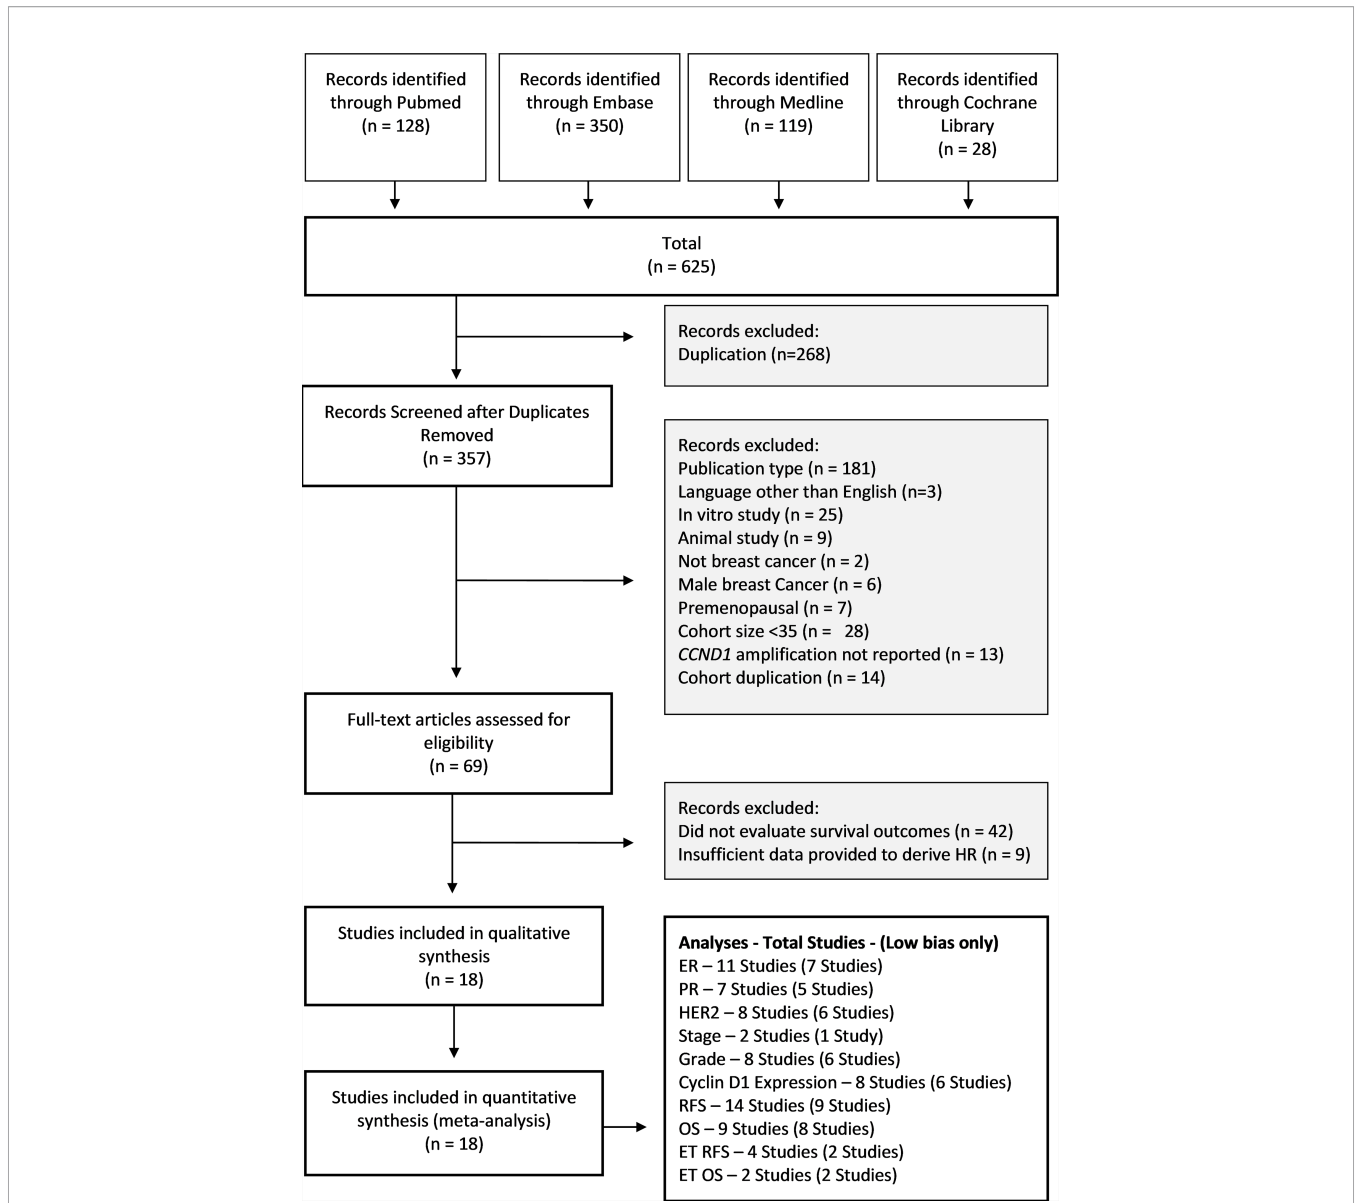 Records identified
through Pubmed
(n = 128)
Records identified
through Embase
(n = 350)
Records identified
through Medline
(n = 119)
Records identified
through Cochrane
Library
(n = 28)
Total
(n = 625)
Records excluded:
Duplication (n=268)
Records Screened after Duplicates
Removed
(n = 357)
Records excluded:
Publication type (n = 181)
Language other than English (n=3)
In vitro study (n = 25)
Animal study (n = 9)
Not breast cancer (n = 2)
Male breast Cancer (n = 6)
Premenopausal (n = 7)
Cohort size <35 (n =   28)
CCND1 amplification not reported (n = 13)
Cohort duplication (n = 14)
Full-text articles assessed for
eligibility
(n = 69)
Records excluded:
Did not evaluate survival outcomes (n = 42)
Insufficient data provided to derive HR (n = 9)
Studies included in qualitative
synthesis
(n = 18)
Studies included in quantitative
synthesis (meta-analysis)
(n = 18)
Analyses - Total Studies - (Low bias only)
ER – 11 Studies (7 Studies)
PR – 7 Studies (5 Studies)
HER2 – 8 Studies (6 Studies)
Stage – 2 Studies (1 Study)
Grade – 8 Studies (6 Studies)
Cyclin D1 Expression – 8 Studies (6 Studies)
RFS – 14 Studies (9 Studies)
OS – 9 Studies (8 Studies)
ET RFS – 4 Studies (2 Studies)
ET OS – 2 Studies (2 Studies)